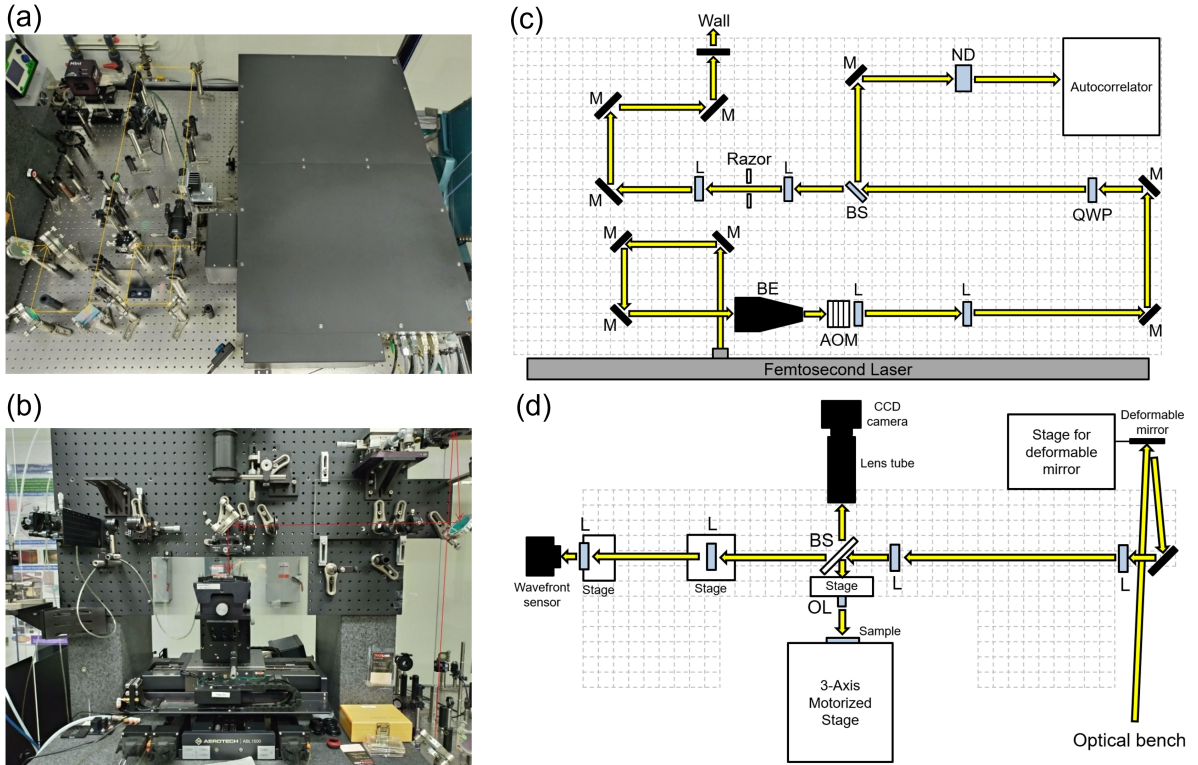 (a)
(b)
AEROTECH ABL1500
(c)
Wall
M
ND
Autocorrelator
M
M
Razor
L
L
M
BS
QWP
M
M
M
BE
L
L
M
AOM
M
Femtosecond Laser
(d)
CCD
camera
Lens tube
Stage for
deformable
mirror
Deformable
mirror
L
L
BS
Wavefront
sensor
Stage
Stage
Stage
L
L
OL
Sample
3-Axis
Motorized
Stage
Optical bench